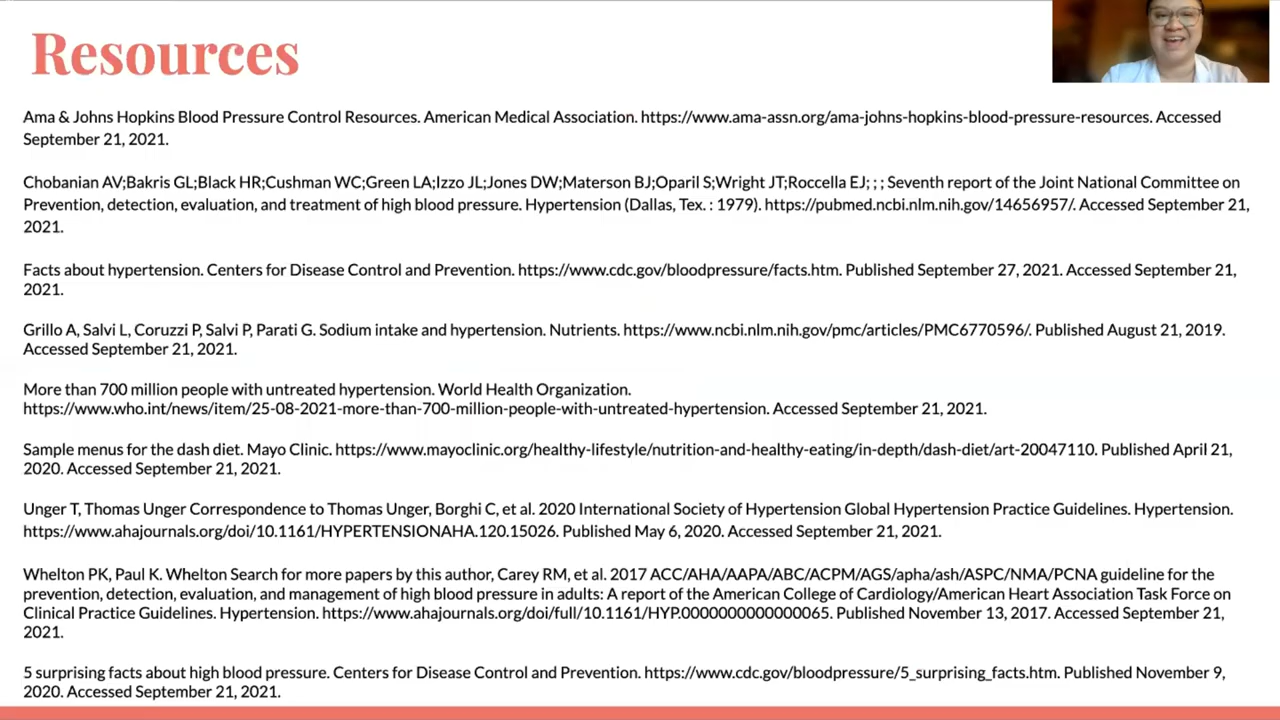 Resources
Ama & Johns Hopkins Blood Pressure Control Resources. American Medical Association. https://www.ama-assn.org/ama-johns-hopkins-blood-pressure-resources. Accessed
September 21, 2021.
Chobanian AV;Bakris GL;Black HR;Cushman WC;Green LA;Izzo JL;Jones DW;Materson BJ;Oparil S;Wright JT;Roccella EJ; ; ; Seventh report of the Joint National Committee on
Prevention, detection, evaluation, and treatment of high blood pressure. Hypertension (Dallas, Tex. : 1979). https://pubmed.ncbi.nlm.nih.gov/14656957/. Accessed September 21,
2021.
Facts about hypertension. Centers for Disease Control and Prevention. https://www.cdc.gov/bloodpressure/facts.htm. Published September 27, 2021. Accessed September 21,
2021.
Grillo A, Salvi L, Coruzzi P, Salvi P, Parati G. Sodium intake and hypertension. Nutrients. https://www.ncbi.nlm.nih.gov/pmc/articles/PMC6770596/. Published August 21, 2019.
Accessed September 21, 2021.
More than 700 million people with untreated hypertension. World Health Organization.
https://www.who.int/news/item/25-08-2021-more-than-700-million-people-with-untreated-hypertension. Accessed September 21, 2021.
Sample menus for the dash diet. Mayo Clinic. https://www.mayoclinic.org/healthy-lifestyle/nutrition-and-healthy-eating/in-depth/dash-diet/art-20047110. Published April 21,
2020. Accessed September 21, 2021.
Unger T, Thomas Unger Correspondence to Thomas Unger, Borghi C, et al. 2020 International Society of Hypertension Global Hypertension Practice Guidelines. Hypertension.
https://www.ahajournals.org/doi/10.1161/HYPERTENSIONAHA.120.15026. Published May 6, 2020. Accessed September 21, 2021.
Whelton PK, Paul K. Whelton Search for more papers by this author, Carey RM, et al. 2017 ACC/AHA/AAPA/ABC/ACPM/AGS/apha/ash/ASPC/NMA/PCNA guideline for the
prevention, detection, evaluation, and management of high blood pressure in adults: A report of the American College of Cardiology/American Heart Association Task Force on
Clinical Practice Guidelines. Hypertension. https://www.ahajournals.org/doi/full/10.1161/HYP.0000000000000065. Published November 13, 2017. Accessed September 21,
2021.
5 surprising facts about high blood pressure. Centers for Disease Control and Prevention. https://www.cdc.gov/bloodpressure/5_surprising_facts.htm. Published November 9,
2020. Accessed September 21, 2021.